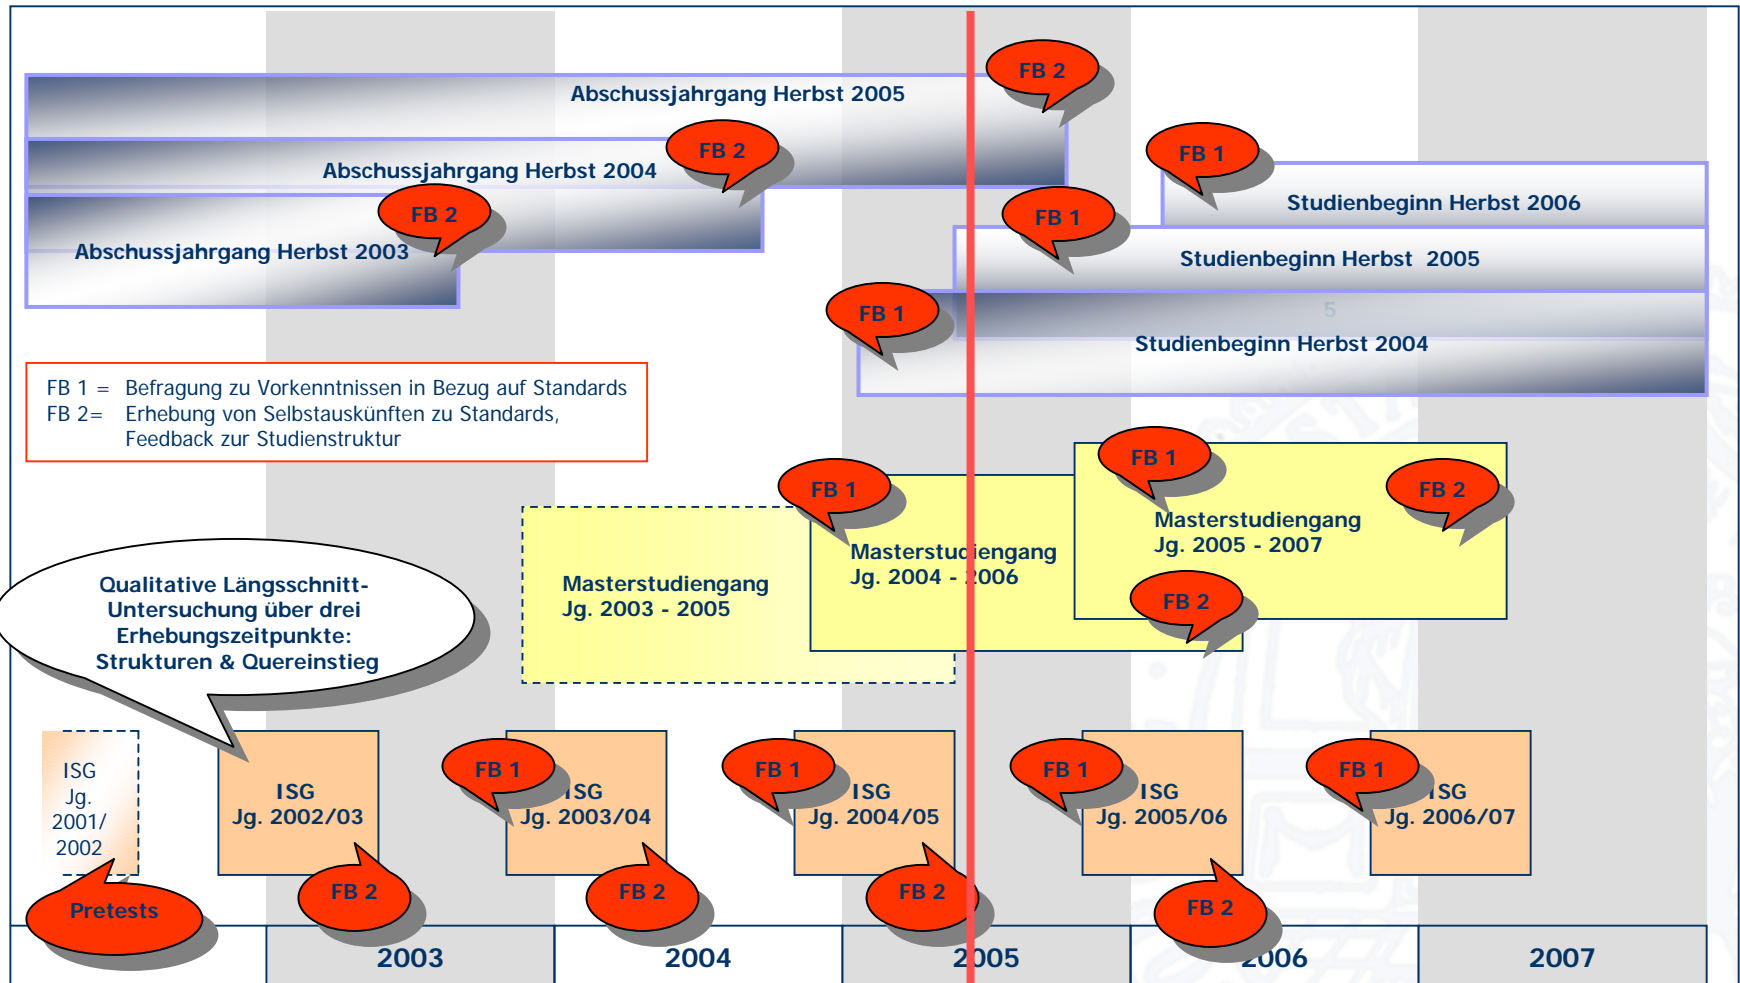 FB 2
Abschussjahrgang Herbst 2005
FB 2
FB 1
Abschussjahrgang Herbst 2004
Studienbeginn Herbst 2006
FB 2
FB 1
Abschussjahrgang Herbst 2003
Studienbeginn Herbst  2005
FB 1
5
Studienbeginn Herbst 2004
FB 1 = Befragung zu Vorkenntnissen in Bezug auf Standards
FB 2= Erhebung von Selbstauskünften zu Standards,
Feedback zur Studienstruktur
FB 1
FB 1
FB 2
Masterstudiengang
Jg. 2005 - 2007
Masterstudiengang
Jg. 2004 - 2006
Masterstudiengang
Jg. 2003 - 2005
FB 2
Qualitative Längsschnitt-
Untersuchung über drei
Erhebungszeitpunkte:
Strukturen & Quereinstieg
ISG
Jg.
2001/
2002
ISG
Jg. 2002/03
FB 1
ISG
Jg. 2003/04
FB 1
ISG
Jg. 2004/05
FB 1
ISG
Jg. 2005/06
FB 1
ISG
Jg. 2006/07
Pretests
FB 2
FB 2
FB 2
FB 2
2003
2004
2005
2006
2007